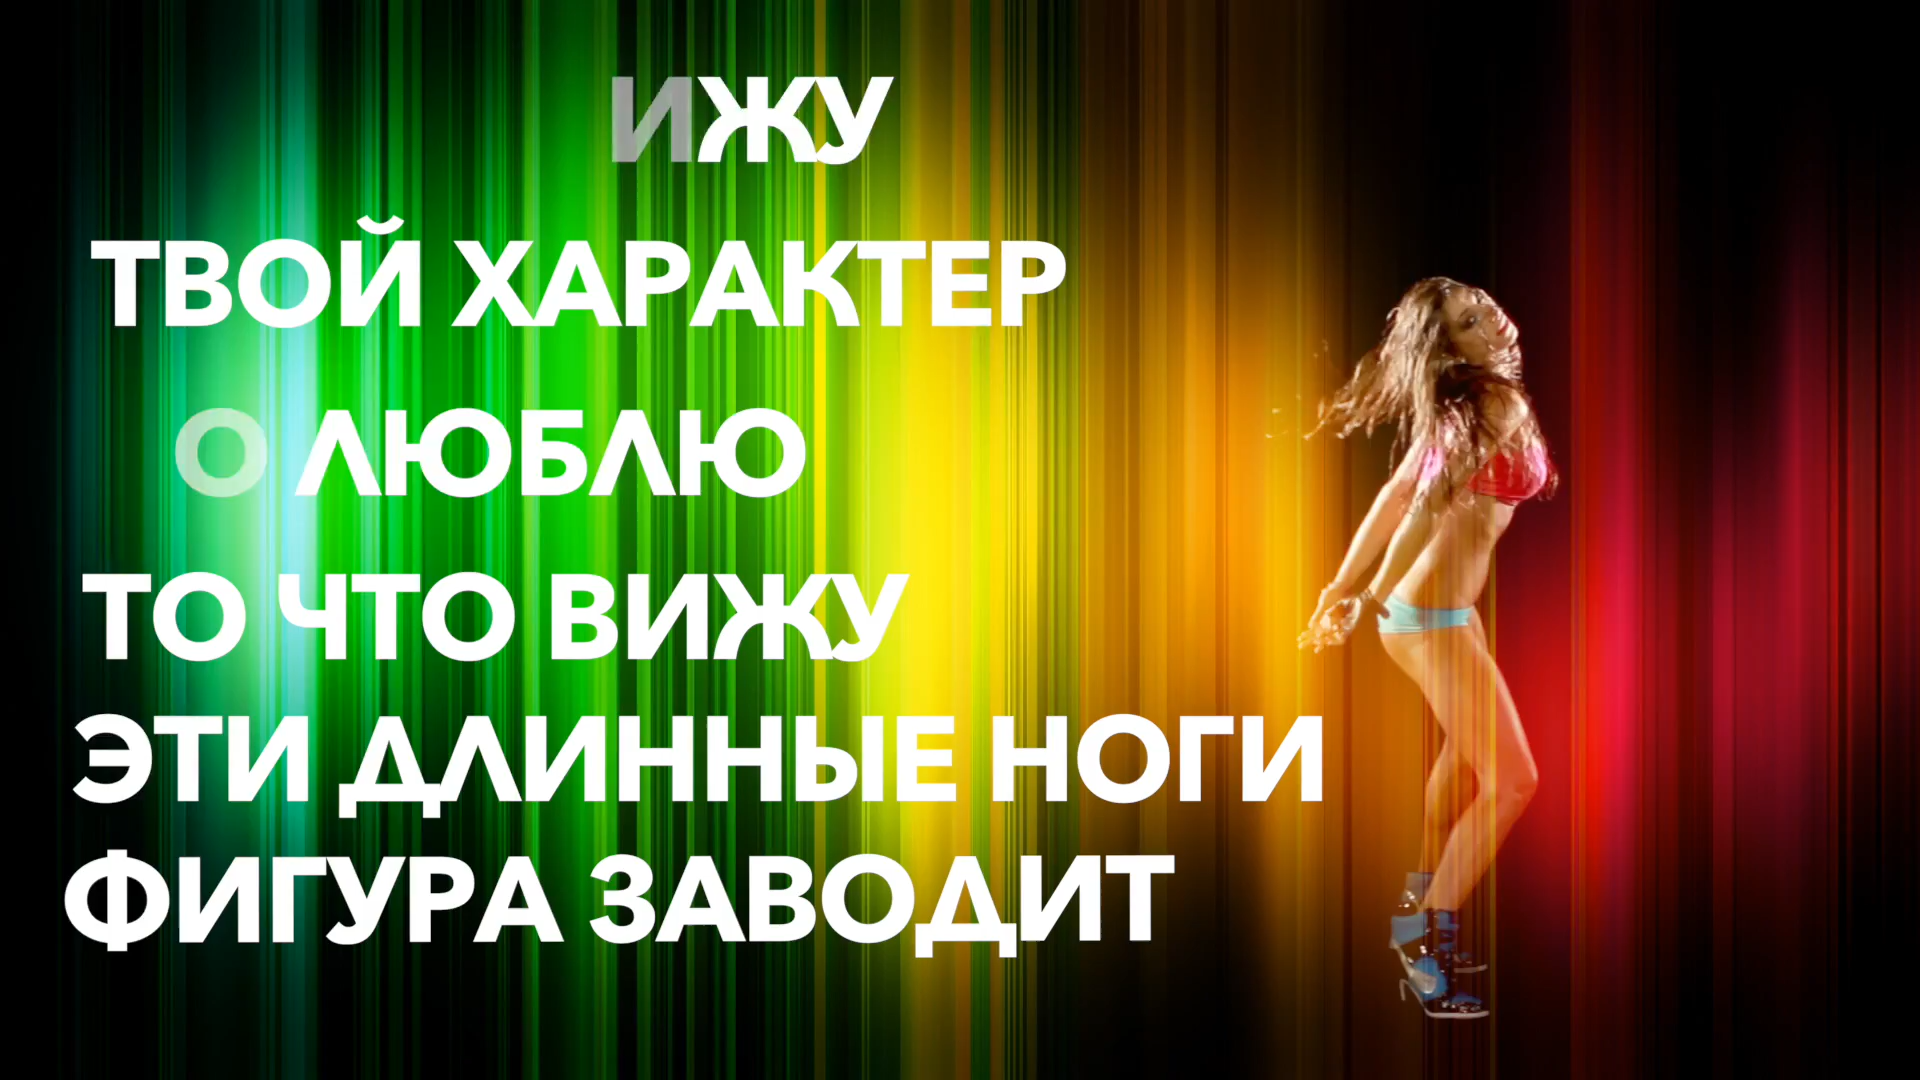 ИЖУ
ТВОЙ ХАРАКТЕР
О ЛЮБЛЮ
ТО ЧТО ВИЖУ
ЭТИ ДЛИННЫЕ НОГИ
ФИГУРА ЗАВОДИТ